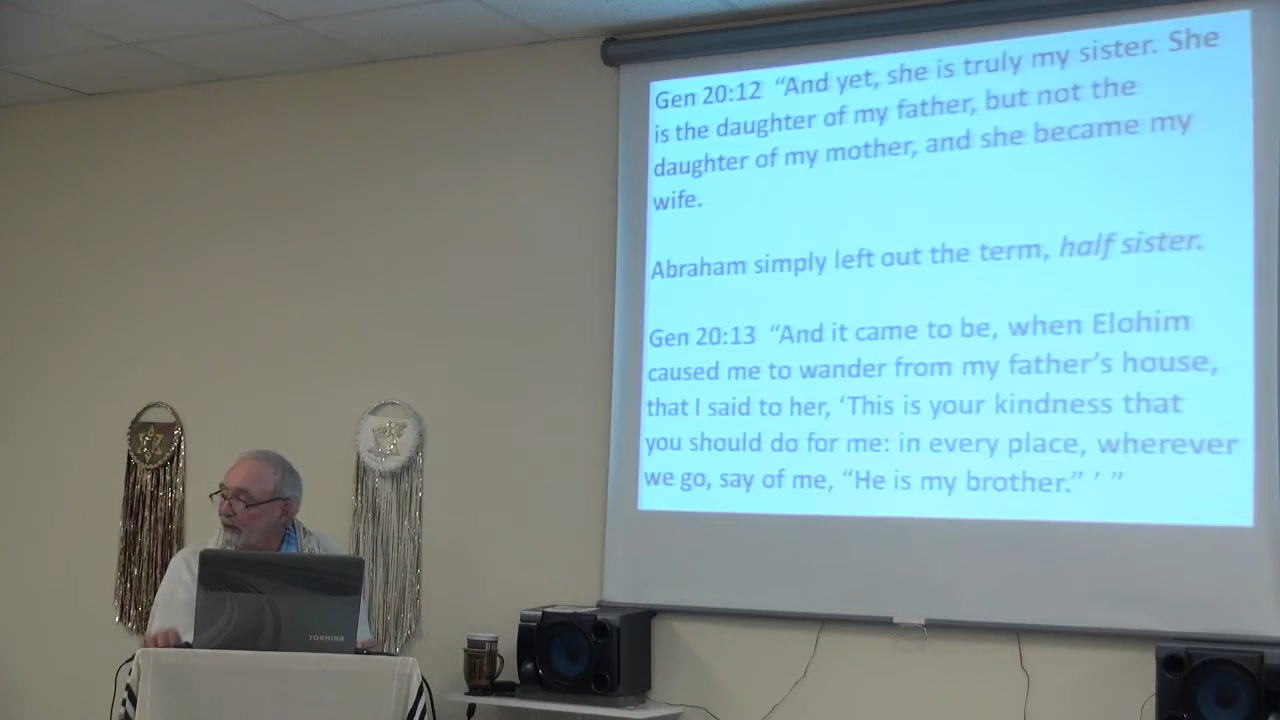 Gen 20:12 “And yet, she is truly my sister. She
is the daughter of my father, but not the
daughter of my mother, and she became my
wife.
Abraham simply left out the term, half sister.
Gen 20:13 “And it came to be, when Elohim
caused me to wander from my father’s house,
that I said to her, ‘This is your kindness that
you should do for me: in every place, wherever
we go, say of me, “He is my brother.” ’ ”
TOSHIBA